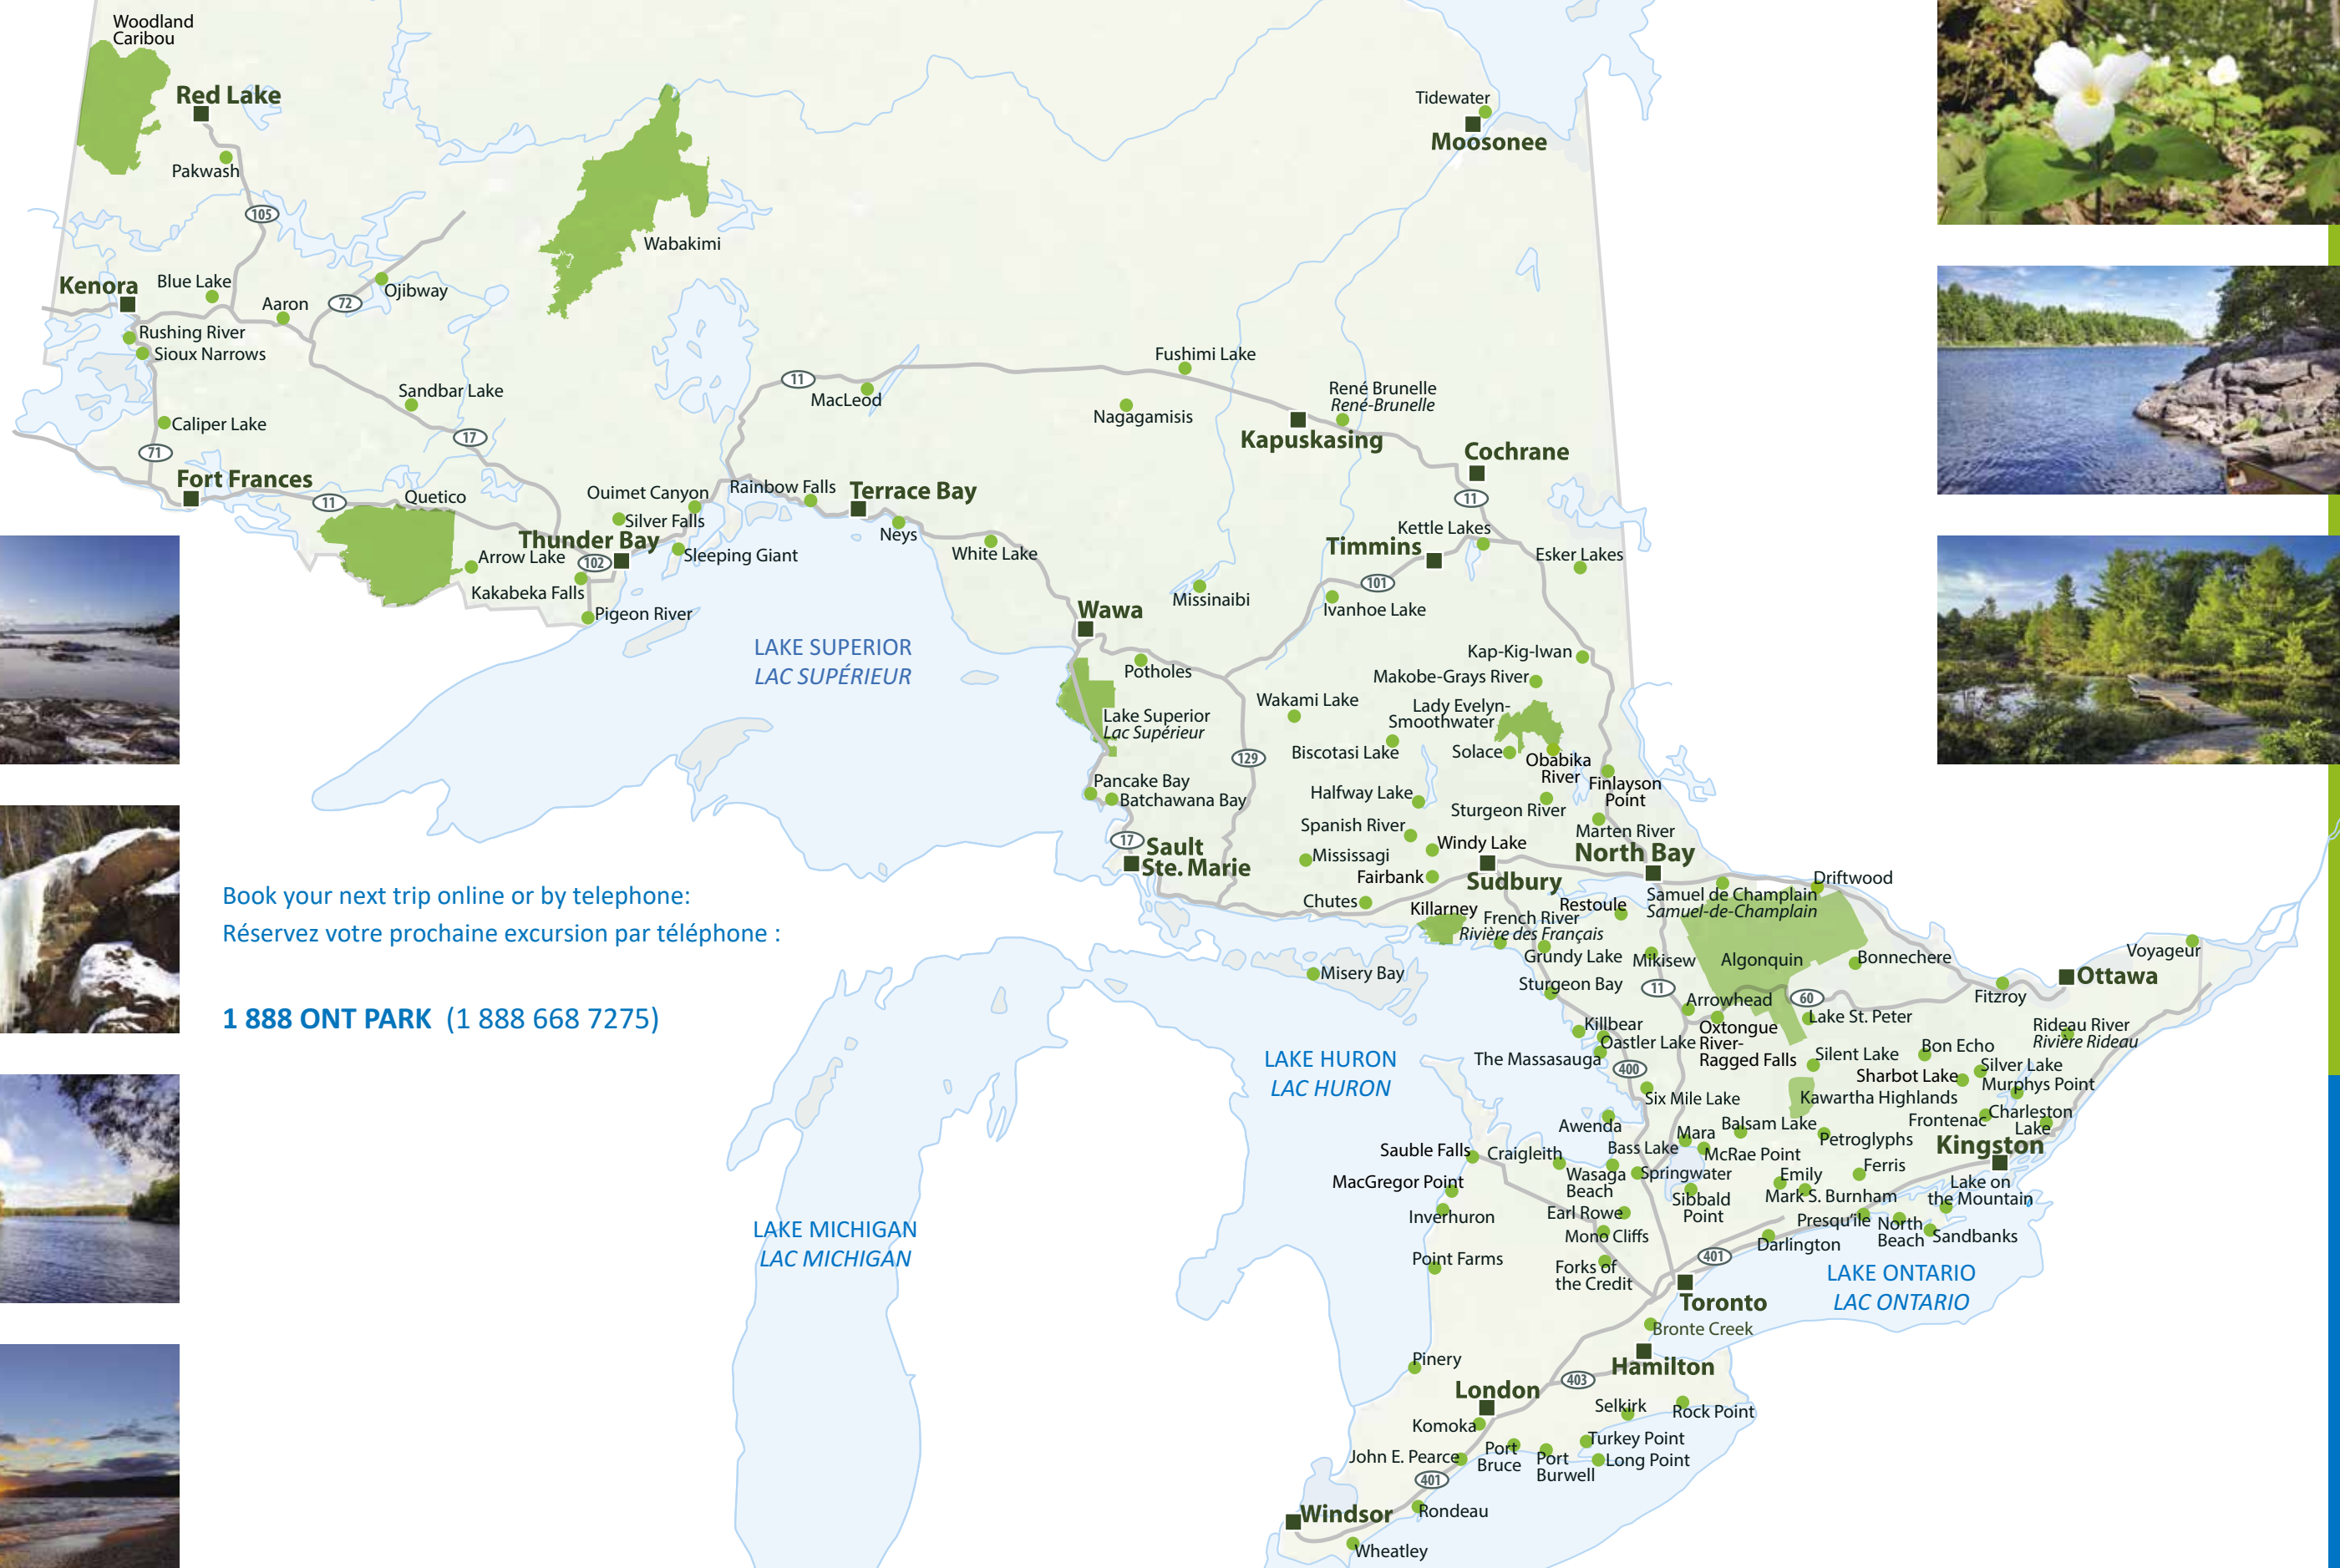 Woodland
Caribou
Red Lake
Pakwash
105
Wabakimi
Tidewater
Moosonee
Kenora
Blue Lake
Aaron
72
Ojibway
Rushing River
Sioux Narrows
Sandbar Lake
Caliper Lake
17
71
Fort Frances
11
Quetico
11
MacLeod
Fushimi Lake
Nagagamisis
René Brunelle
René-Brunelle
Kapuskasing
Cochrane
11
Ouimet Canyon
Rainbow Falls
Terrace Bay
Silver Falls
Neys
Thunder Bay
Arrow Lake
102
Sleeping Giant
Kakabeka Falls
Pigeon River
White Lake
Kettle Lakes
Timmins
Esker Lakes
101
Missinaibi
Ivanhoe Lake
Wawa
LAKE SUPERIOR
LAC SUPÉRIEUR
Potholes
Kap-Kig-Iwan
Makobe-Grays River
Wakami Lake
Lady Evelyn-
Smoothwater
Lake Superior
Lac Supérieur
Biscotasi Lake
Solace
Obabika
River
129
Finlayson
Point
Pancake Bay
Batchawana Bay
Halfway Lake
Sturgeon River
Spanish River
Marten River
17
Sault
Ste. Marie
Windy Lake
North Bay
Mississagi
Fairbank
Sudbury
Driftwood
Samuel de Champlain
Samuel-de-Champlain
Chutes
Killarney
Restoule
French River
Rivière des Français
Book your next trip online or by telephone:
Réservez votre prochaine excursion par téléphone :
1 888 ONT PARK (1 888 668 7275)
Misery Bay
Grundy Lake
Mikisew
Algonquin
Bonnechere
Voyageur
Ottawa
Sturgeon Bay
11
Arrowhead
60
Fitzroy
Killbear
Oxtongue
River-
Ragged Falls
Lake St. Peter
Rideau River
Rivière Rideau
Oastler Lake
The Massasauga
400
Silent Lake
Bon Echo
Silver Lake
Sharbot Lake
Murphys Point
LAKE HURON
LAC HURON
Six Mile Lake
Kawartha Highlands
Frontenac
Charleston
Lake
Awenda
Mara
Balsam Lake
Petroglyphs
Kingston
Sauble Falls
Craigleith
Bass Lake
McRae Point
Wasaga
Beach
Springwater
Ferris
Emily
MacGregor Point
Mark S. Burnham
Lake on
the Mountain
Inverhuron
Earl Rowe
Sibbald
Point
Presqu'ile
North
Beach
Sandbanks
Mono Cliffs
Darlington
LAKE MICHIGAN
LAC MICHIGAN
Point Farms
Forks of
the Credit
401
LAKE ONTARIO
LAC ONTARIO
Toronto
Bronte Creek
Pinery
Hamilton
London
403
Selkirk
Rock Point
Komoka
Turkey Point
John E. Pearce
Port
Bruce
Port
Burwell
Long Point
401
Windsor
Rondeau
Wheatley